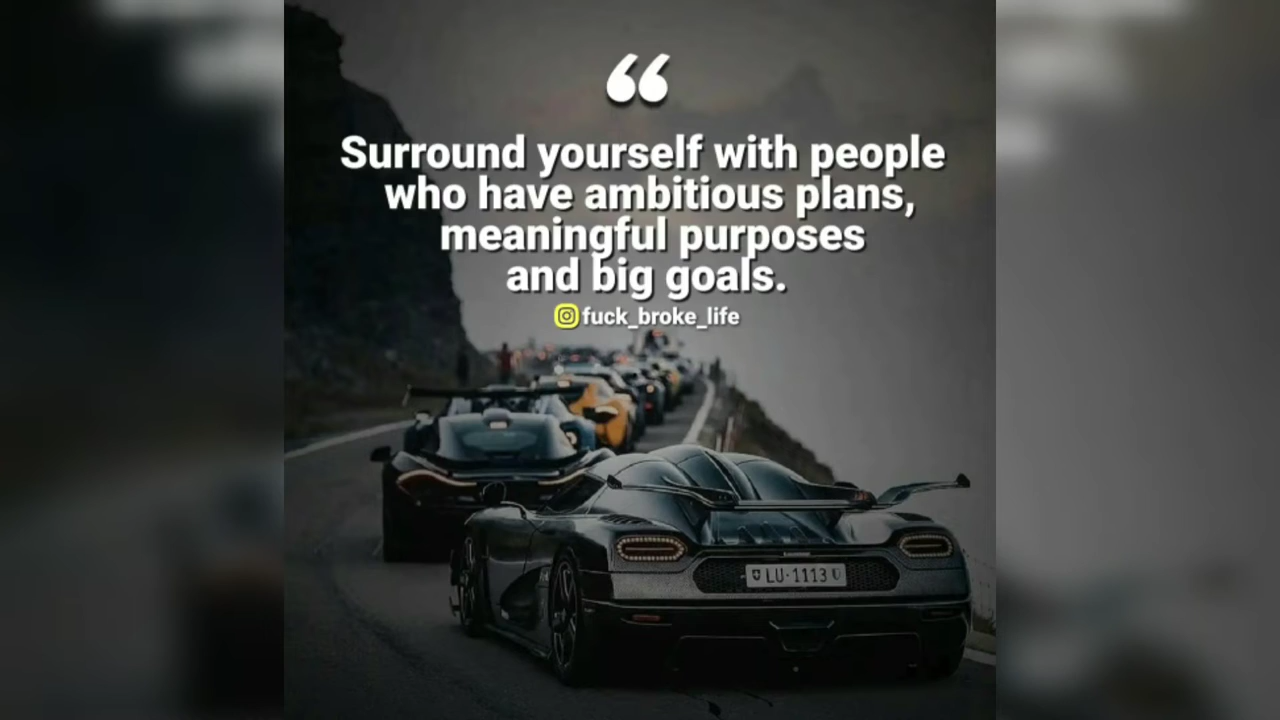 “
Surround yourself with people
who have ambitious plans,
meaningful purposes
and big goals.
fuck_broke_life
LU·1113